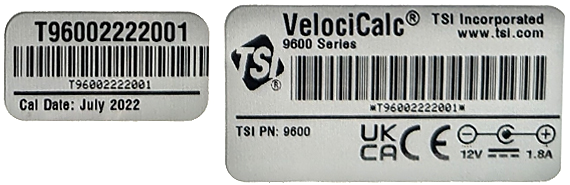 T96002222001
T96002222001
Cal Date: July 2022
VelociCalc® TSI Incorporated
9600 Series www.tsi.com
TSI®
*T96002222001*
TSI PN: 9600
UK
CA CE
12V 1.8A